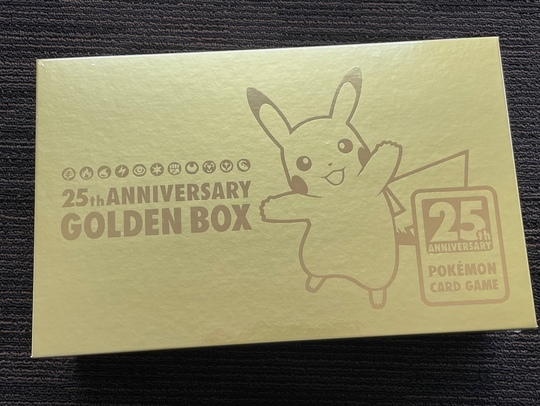 25th ANNIVERSARY
GOLDEN BOX
25th
ANNIVERSARY
POKÉMON
CARD GAME